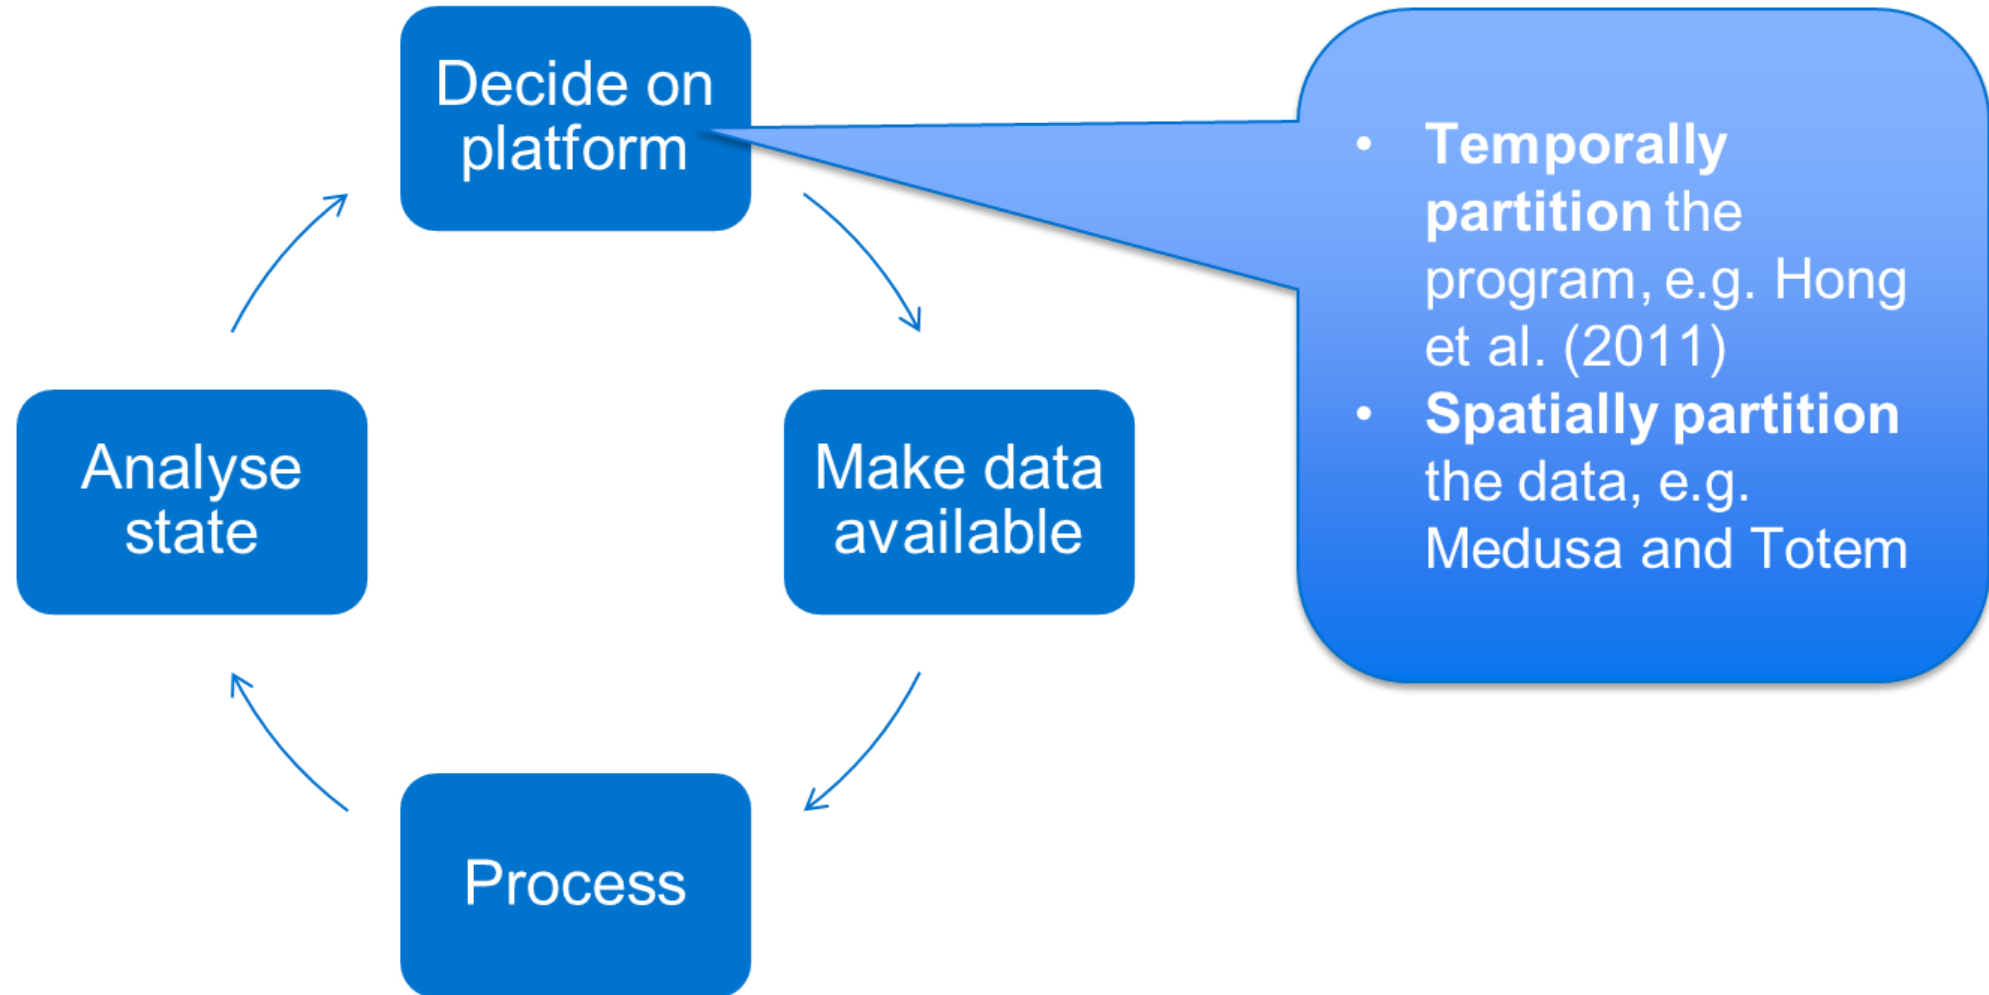 Decide on
platform
• Temporally
partition the
program, e.g. Hong
et al. (2011)
• Spatially partition
the data, e.g.
Medusa and Totem
Analyse
state
Make data
available
Process